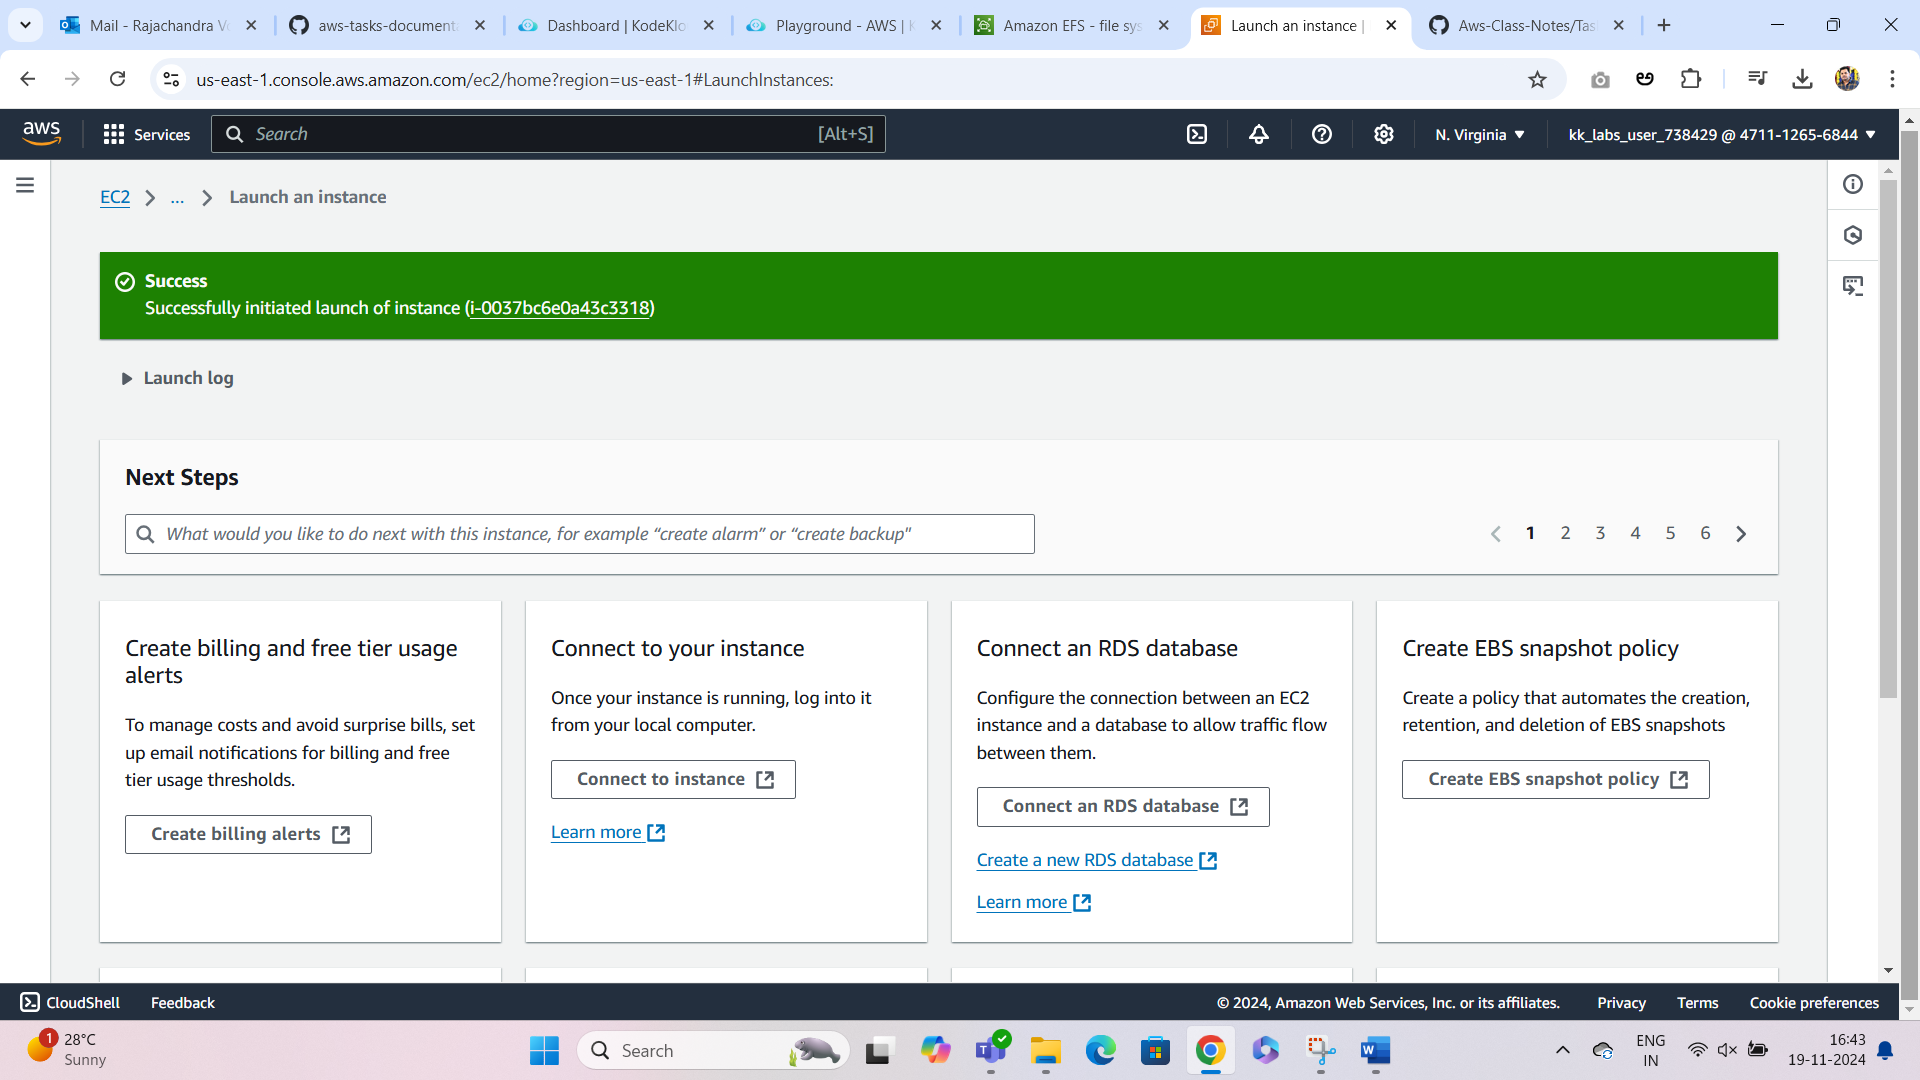 Mail - Rajachandra Vo
aws-tasks-documenta
Dashboard | KodeKlo
Playground - AWS | K
Amazon EFS - file sys
Launch an instance |
Aws-Class-Notes/Tas
us-east-1.console.aws.amazon.com/ec2/home?region=us-east-1#LaunchInstances:
aws
Services
Search
[Alt+S]
N. Virginia
kk_labs_user_738429 @ 4711-1265-6844
EC2
...
Launch an instance
Success
Successfully initiated launch of instance (i-0037bc6e0a43c3318)
Launch log
Next Steps
What would you like to do next with this instance, for example “create alarm” or “create backup"
1 2 3 4 5 6
Create billing and free tier usage
alerts
To manage costs and avoid surprise bills, set
up email notifications for billing and free
tier usage thresholds.
Create billing alerts
Connect to your instance
Once your instance is running, log into it
from your local computer.
Connect to instance
Learn more
Connect an RDS database
Configure the connection between an EC2
instance and a database to allow traffic flow
between them.
Connect an RDS database
Create a new RDS database
Learn more
Create EBS snapshot policy
Create a policy that automates the creation,
retention, and deletion of EBS snapshots
Create EBS snapshot policy
CloudShell
Feedback
© 2024, Amazon Web Services, Inc. or its affiliates.
Privacy
Terms
Cookie preferences
1
28°C
Sunny
Search
ENG
IN
16:43
19-11-2024